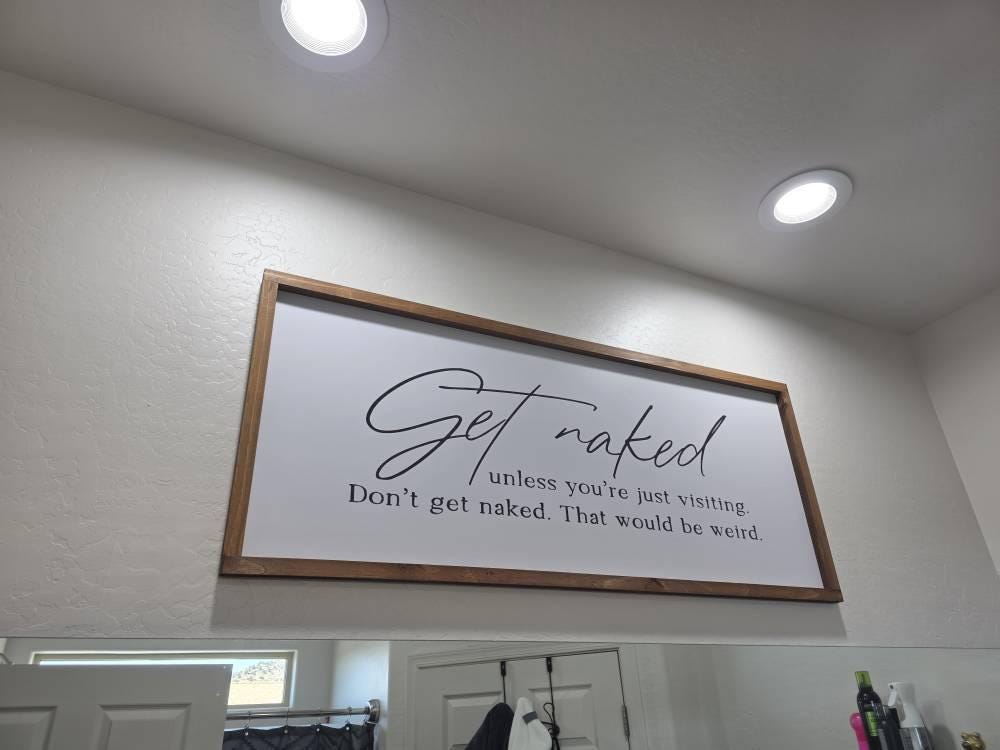 Get naked
unless you're just visiting.
Don't get naked. That would be weird.